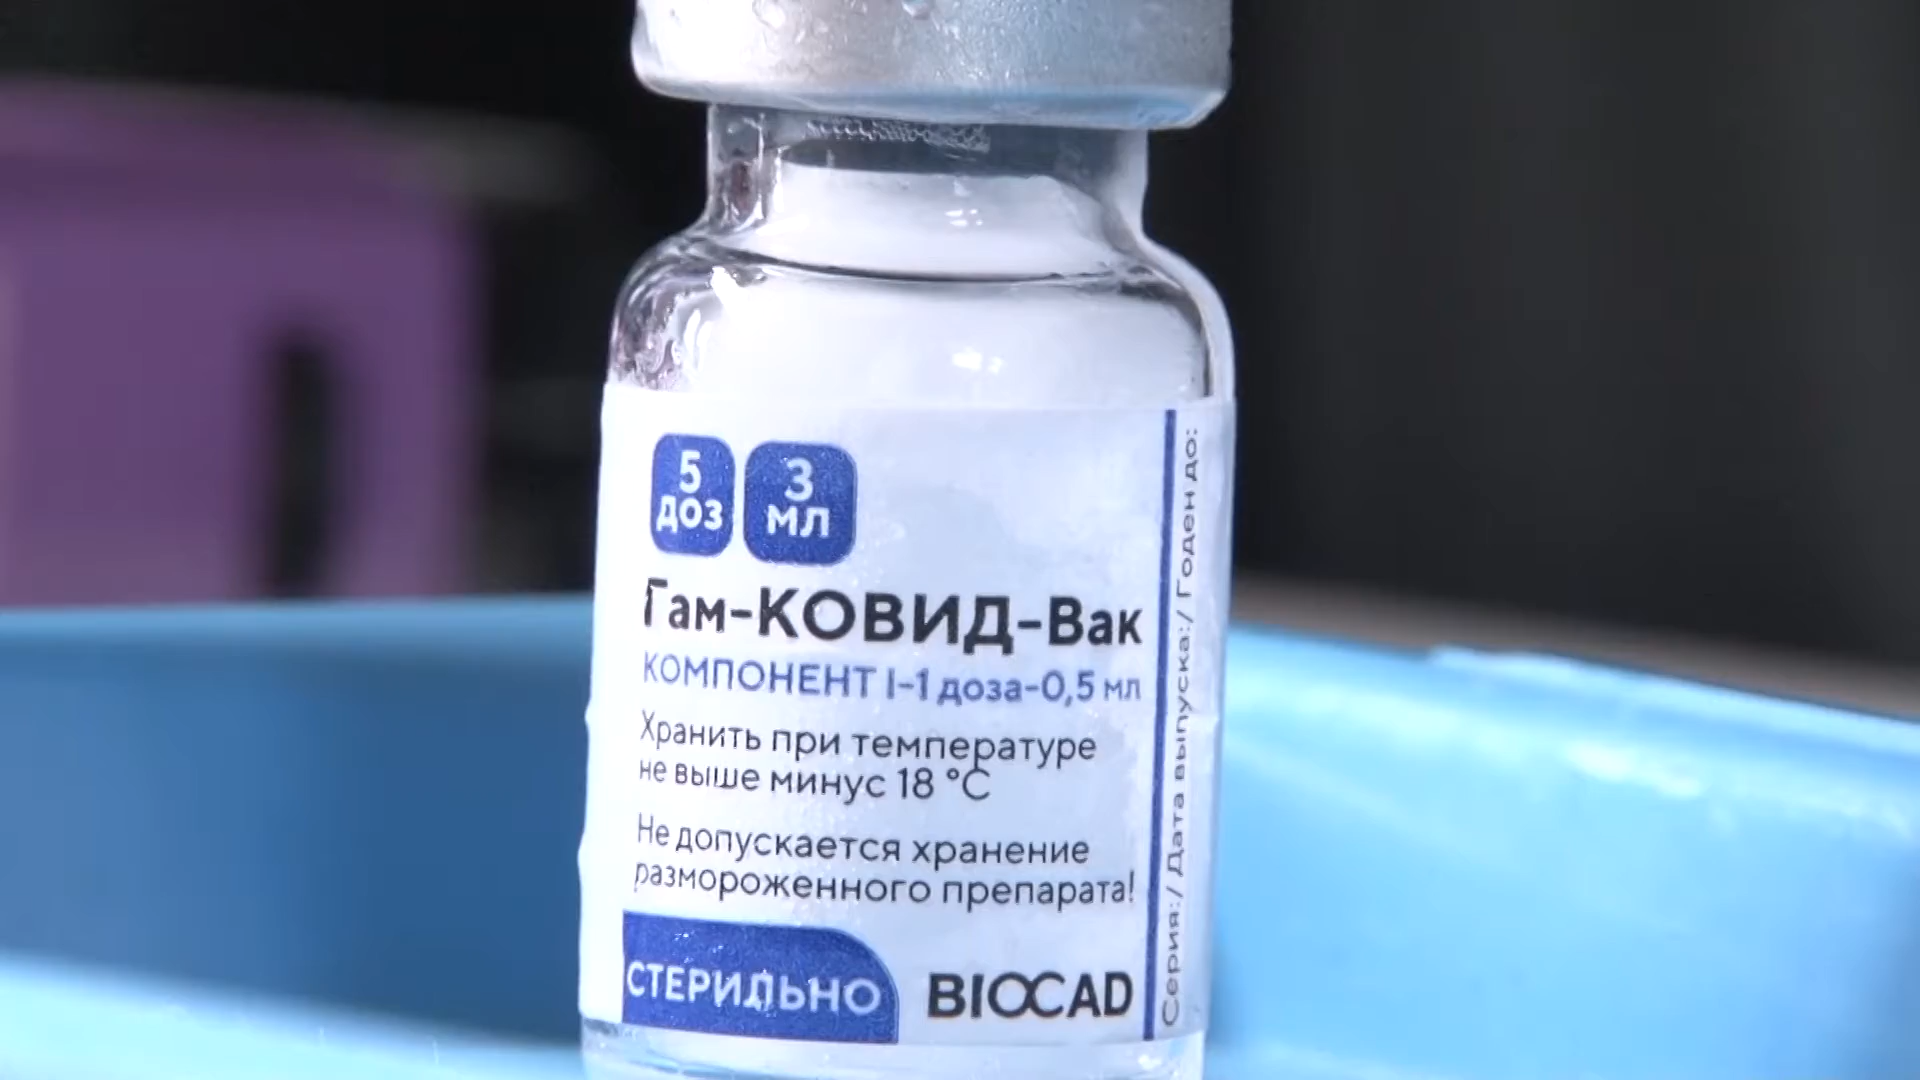 5
доз
3
мл
Гам-КОВИД-Вак
КОМПОНЕНТ I-1 доза-0,5 мл
Хранить при температуре
не выше минус 18 °C
Не допускается хранение
размороженного препарата!
СТЕРИЛЬНО
BIOCAD
Серия:/ Дата выпуска:/ Годен до: